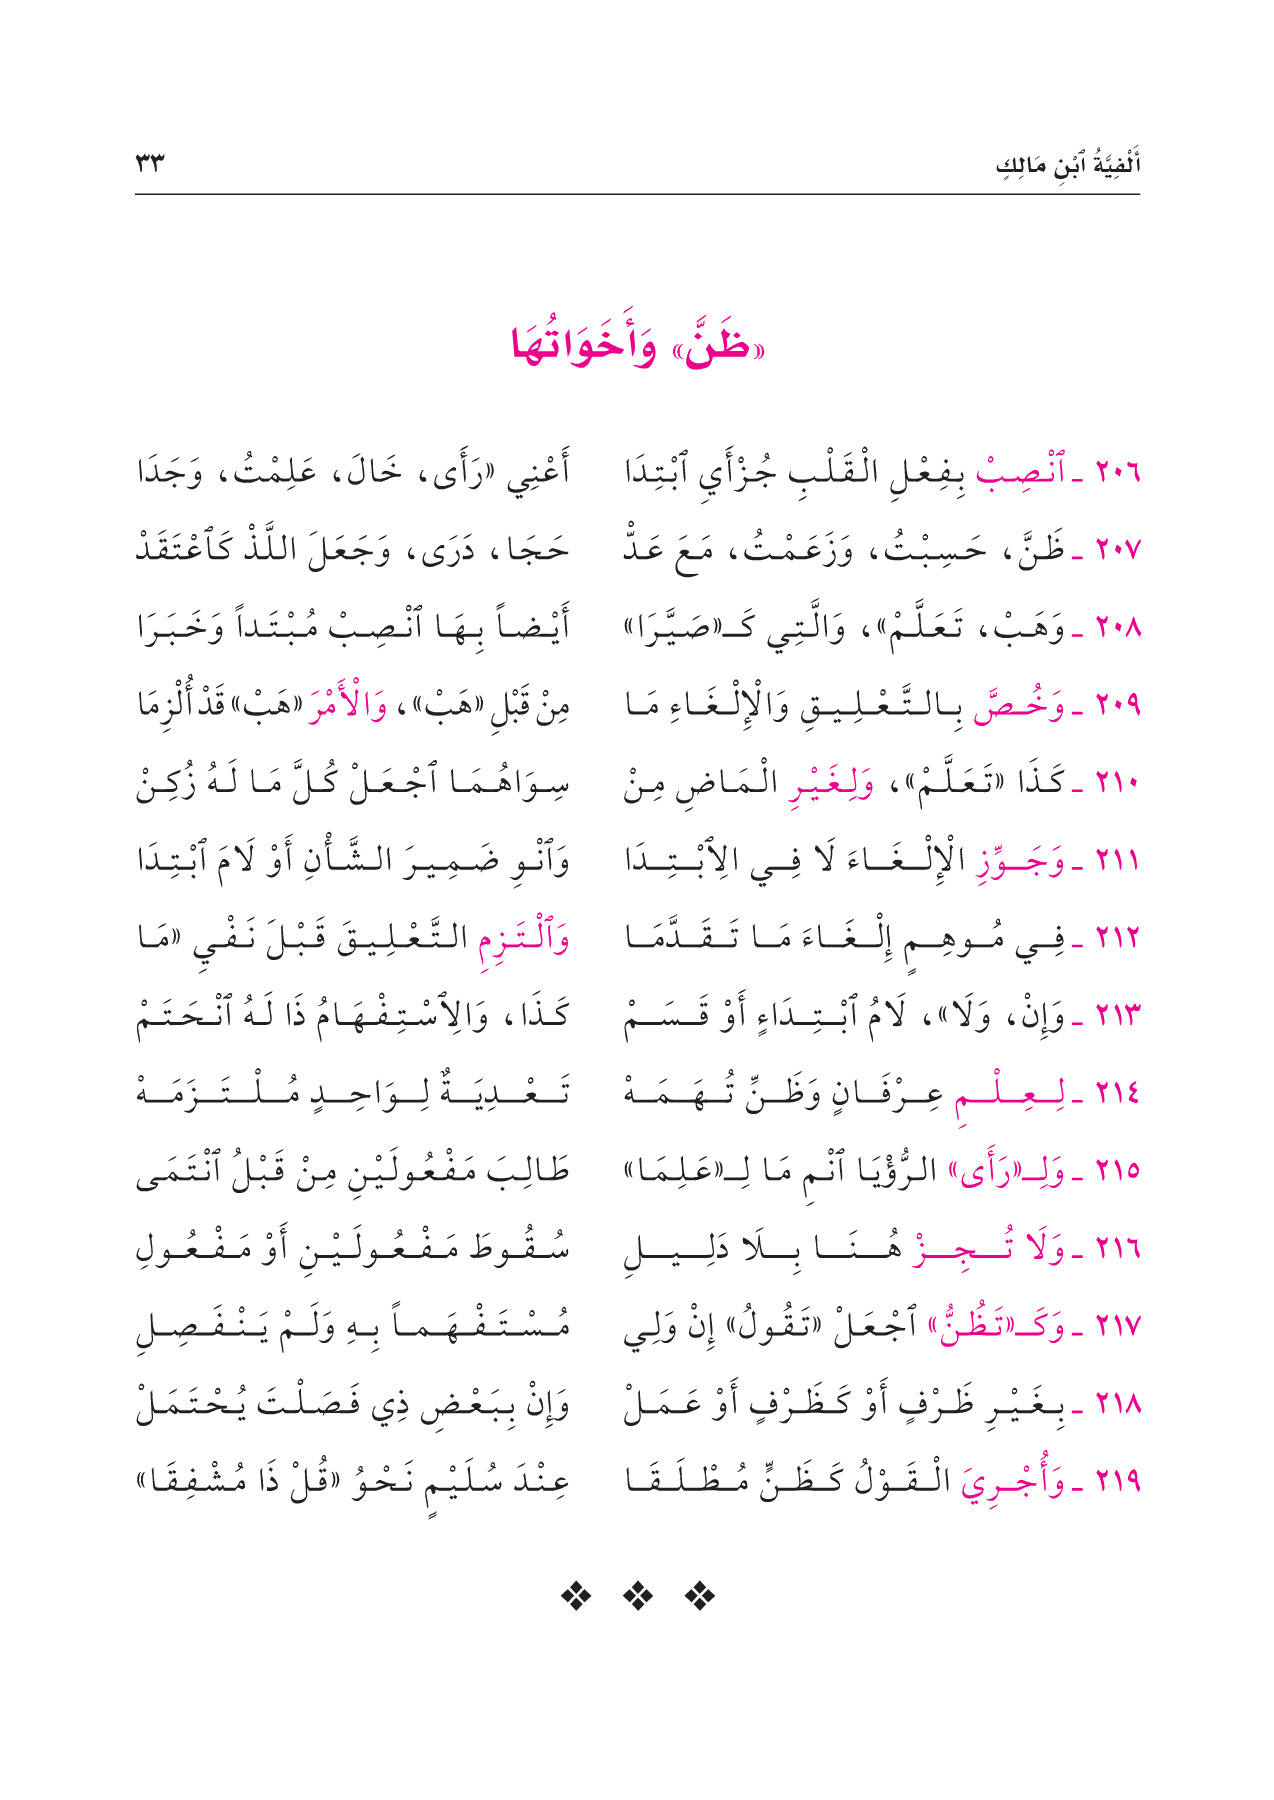 أَلْفِيَّةُ ٱبْنِ مَالِكٍ ٣٣
«ظَنَّ» وَأَخَوَاتُهَا
٢٠٦ ـ ٱنْصِبْ بِفِعْلِ الْقَلْبِ جُزْأَيِ ٱبْتِدَا أَعْنِي «رَأَى، خَالَ، عَلِمْتُ، وَجَدَا
٢٠٧ ـ ظَنَّ، حَسِبْتُ، وَزَعَمْتُ، مَعَ عَدّْ حَجَا، دَرَى، وَجَعَلَ اللَّذْ كَٱعْتَقَدْ
٢٠٨ ـ وَهَبْ، تَعَلَّمْ»، وَالَّتِي كَـ«صَيَّرَا» أَيْضاً بِهَا ٱنْصِبْ مُبْتَداً وَخَبَرَا
٢٠٩ ـ وَخُصَّ بِالتَّعْلِيقِ وَالْإِلْغَاءِ مَا مِنْ قَبْلِ «هَبْ»، وَالْأَمْرَ «هَبْ» قَدْ أُلْزِمَا
٢١٠ ـ كَذَا «تَعَلَّمْ»، وَلِغَيْرِ الْمَاضِ مِنْ سِوَاهُمَا ٱجْعَلْ كُلَّ مَا لَهُ زُكِنْ
٢١١ ـ وَجَوِّزِ الْإِلْغَاءَ لَا فِي الِٱبْتِدَا وَٱنْوِ ضَمِيرَ الشَّأْنِ أَوْ لَامَ ٱبْتِدَا
٢١٢ ـ فِي مُوهِمٍ إِلْغَاءَ مَا تَقَدَّمَا وَٱلْتَزِمِ التَّعْلِيقَ قَبْلَ نَفْيِ «مَا
٢١٣ ـ وَإِنْ، وَلَا»، لَامُ ٱبْتِدَاءٍ أَوْ قَسَمْ كَذَا، وَالِٱسْتِفْهَامُ ذَا لَهُ ٱنْحَتَمْ
٢١٤ ـ لِعِلْمِ عِرْفَانٍ وَظَنِّ تُهَمَهْ تَعْدِيَةٌ لِوَاحِدٍ مُلْتَزَمَهْ
٢١٥ ـ وَلِـ«رَأَى» الرُّؤْيَا ٱنْمِ مَا لِـ«عَلِمَا» طَالِبَ مَفْعُولَيْنِ مِنْ قَبْلُ ٱنْتَمَى
٢١٦ ـ وَلَا تُجِزْ هُنَا بِلَا دَلِيلِ سُقُوطَ مَفْعُولَيْنِ أَوْ مَفْعُولِ
٢١٧ ـ وَكَـ«تَظُنُّ» ٱجْعَلْ «تَقُولُ» إِنْ وَلِي مُسْتَفْهَماً بِهِ وَلَمْ يَنْفَصِلِ
٢١٨ ـ بِغَيْرِ ظَرْفٍ أَوْ كَظَرْفٍ أَوْ عَمَلْ وَإِنْ بِبَعْضِ ذِي فَصَلْتَ يُحْتَمَلْ
٢١٩ ـ وَأُجْرِيَ الْقَوْلُ كَظَنٍّ مُطْلَقَا عِنْدَ سُلَيْمٍ نَحْوُ «قُلْ ذَا مُشْفِقَا»